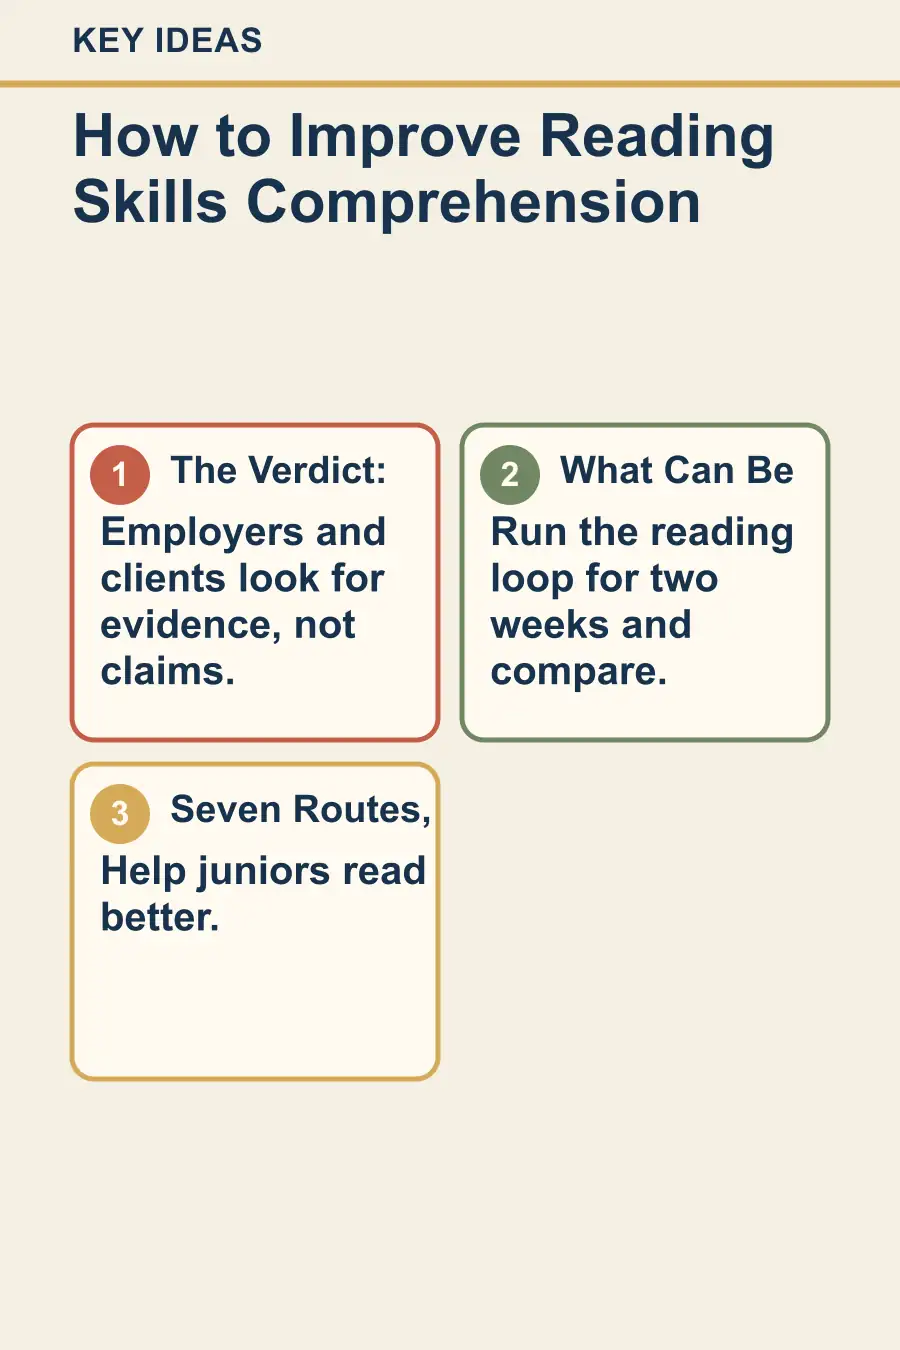 KEY IDEAS
How to Improve Reading
Skills Comprehension
1 The Verdict:
Employers and
clients look for
evidence, not
claims.
2 What Can Be
Run the reading
loop for two
weeks and
compare.
3 Seven Routes,
Help juniors read
better.